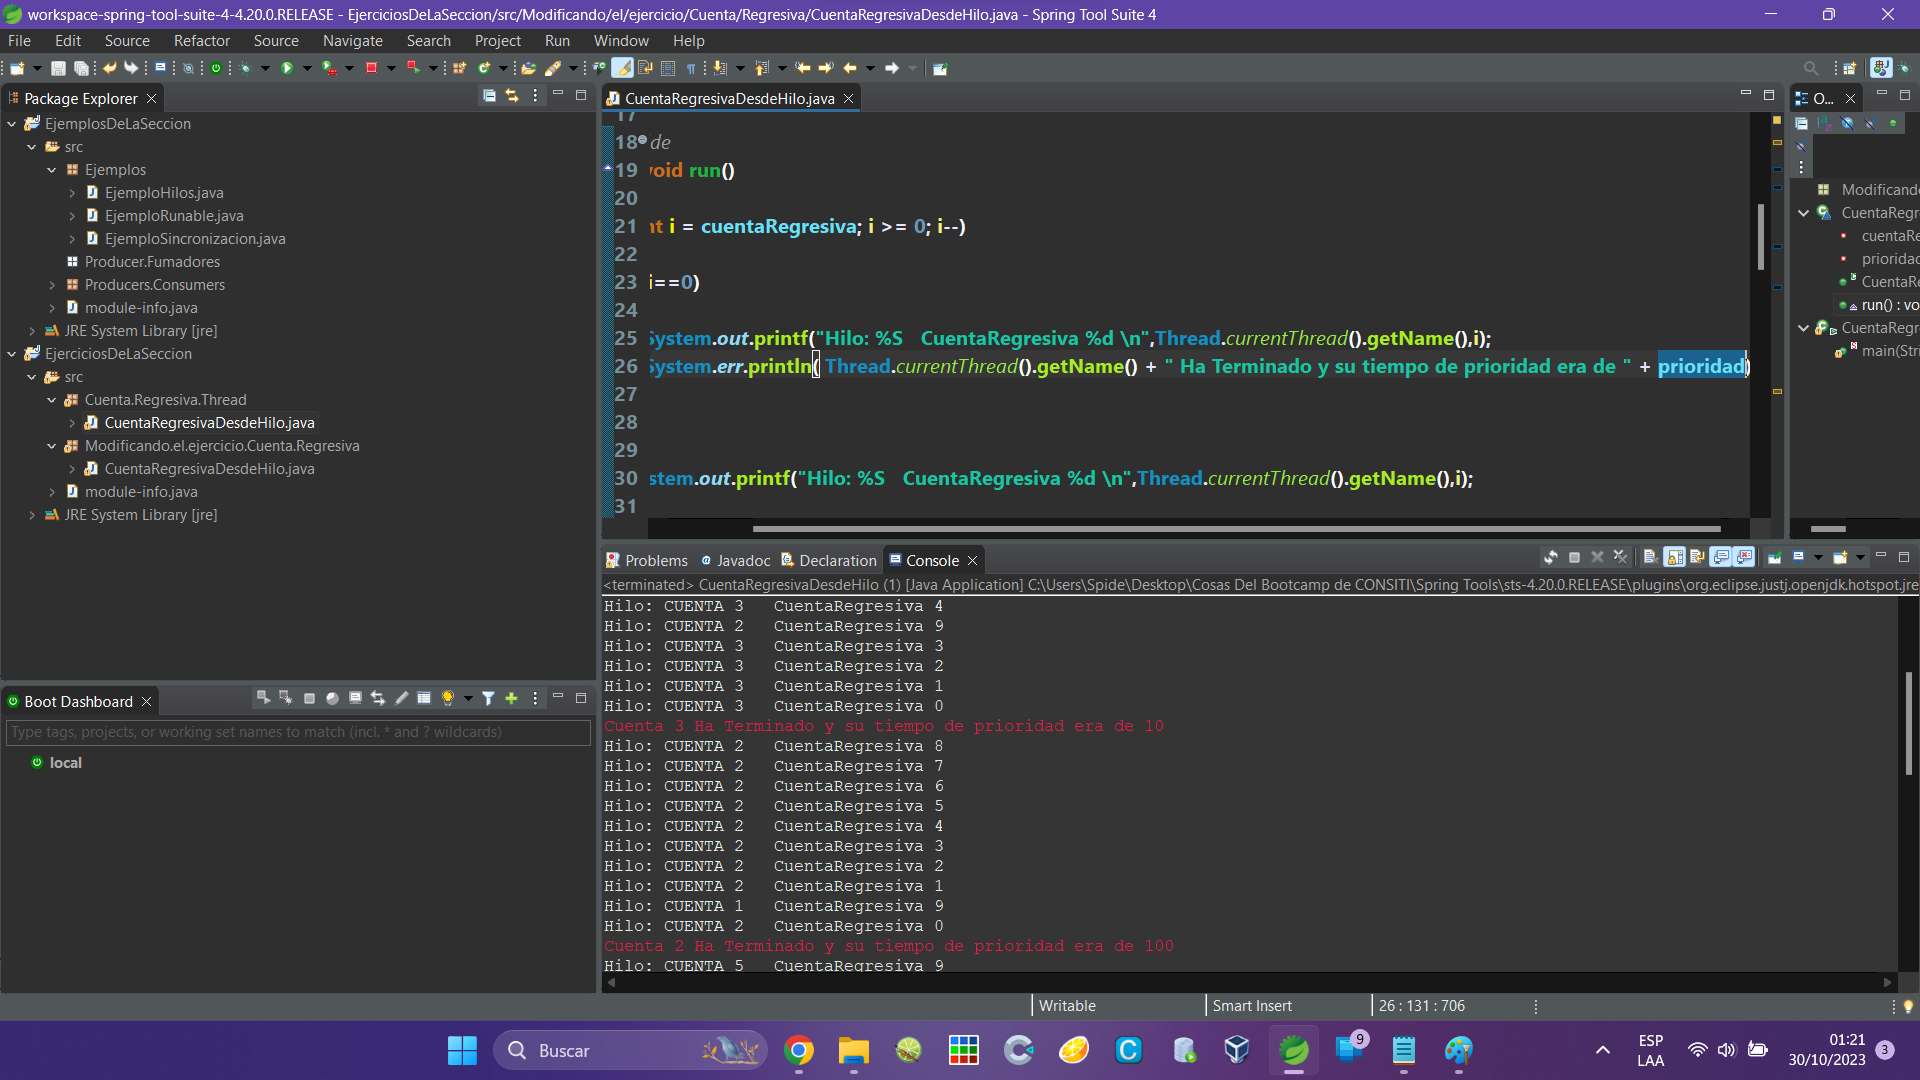 workspace-spring-tool-suite-4-4.20.0.RELEASE - EjerciciosDeLaSeccion/src/Modificando/el/ejercicio/Cuenta/Regresiva/CuentaRegresivaDesdeHilo.java - Spring Tool Suite 4
File Edit Source Refactor Source Navigate Search Project Run Window Help
Package Explorer
EjemplosDeLaSeccion
src
Ejemplos
EjemploHilos.java
EjemploRunable.java
EjemploSincronizacion.java
Producer.Fumadores
Producers.Consumers
module-info.java
JRE System Library [jre]
EjerciciosDeLaSeccion
src
Cuenta.Regresiva.Thread
CuentaRegresivaDesdeHilo.java
Modificando.el.ejercicio.Cuenta.Regresiva
CuentaRegresivaDesdeHilo.java
module-info.java
JRE System Library [jre]
Boot Dashboard
Type tags, projects, or working set names to match (incl. * and ? wildcards)
local
CuentaRegresivaDesdeHilo.java
17
18 de
19 void run()
20
21 nt i = cuentaRegresiva; i >= 0; i--)
22
23 i==0)
24
25 System.out.printf("Hilo: %S   CuentaRegresiva %d \n",Thread.currentThread().getName(),i);
26 System.err.println( Thread.currentThread().getName() + " Ha Terminado y su tiempo de prioridad era de " + prioridad)
27
28
29
30 stem.out.printf("Hilo: %S   CuentaRegresiva %d \n",Thread.currentThread().getName(),i);
31
O...
Modificand
CuentaRegr
cuentaRe
prioridad
CuentaRe
run() : vo
CuentaRegr
main(Stri
Problems Javadoc Declaration Console
<terminated> CuentaRegresivaDesdeHilo (1) [Java Application] C:\Users\Spide\Desktop\Cosas Del Bootcamp de CONSITI\Spring Tools\sts-4.20.0.RELEASE\plugins\org.eclipse.justj.openjdk.hotspot.jre
Hilo: CUENTA 3   CuentaRegresiva 4
Hilo: CUENTA 2   CuentaRegresiva 9
Hilo: CUENTA 3   CuentaRegresiva 3
Hilo: CUENTA 3   CuentaRegresiva 2
Hilo: CUENTA 3   CuentaRegresiva 1
Hilo: CUENTA 3   CuentaRegresiva 0
Cuenta 3 Ha Terminado y su tiempo de prioridad era de 10
Hilo: CUENTA 2   CuentaRegresiva 8
Hilo: CUENTA 2   CuentaRegresiva 7
Hilo: CUENTA 2   CuentaRegresiva 6
Hilo: CUENTA 2   CuentaRegresiva 5
Hilo: CUENTA 2   CuentaRegresiva 4
Hilo: CUENTA 2   CuentaRegresiva 3
Hilo: CUENTA 2   CuentaRegresiva 2
Hilo: CUENTA 2   CuentaRegresiva 1
Hilo: CUENTA 1   CuentaRegresiva 9
Hilo: CUENTA 2   CuentaRegresiva 0
Cuenta 2 Ha Terminado y su tiempo de prioridad era de 100
Hilo: CUENTA 5   CuentaRegresiva 9
Writable Smart Insert 26 : 131 : 706
Buscar
9
ESP
LAA
01:21
30/10/2023
3